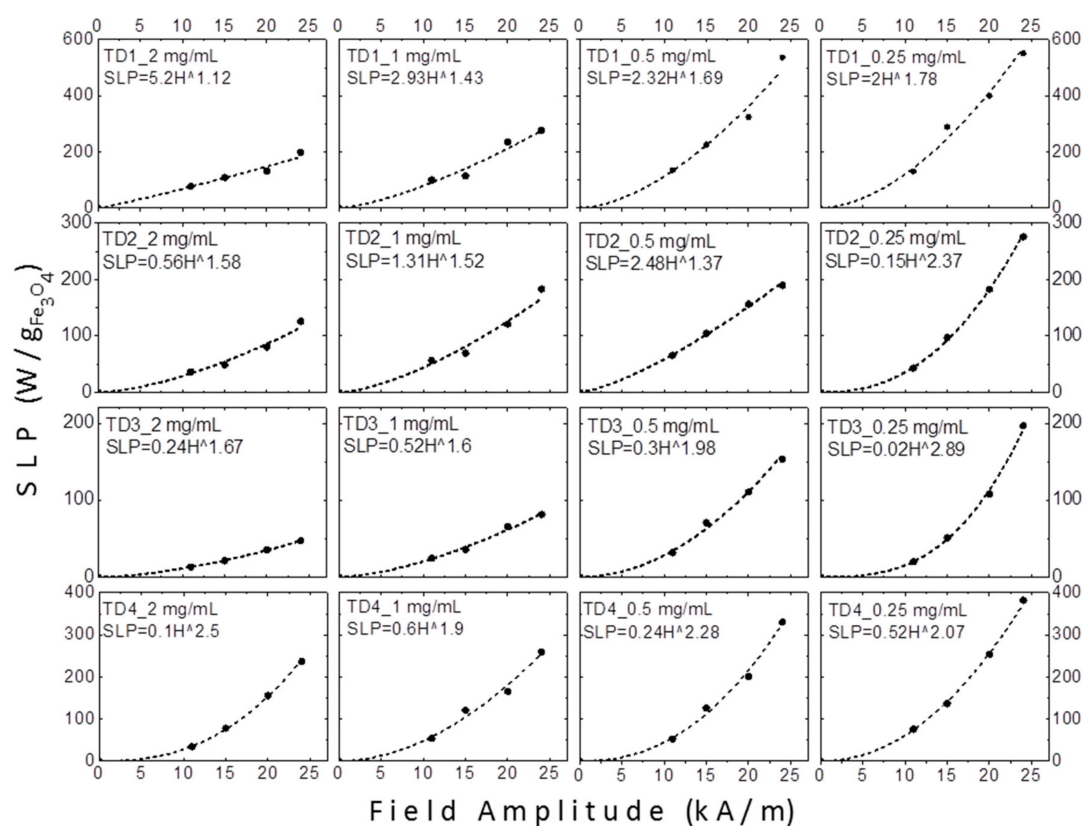 0 5 10 15 20 25 0 5 10 15 20 25 0 5 10 15 20 25 0 5 10 15 20 25
600 TD1_2 mg/mL TD1_1 mg/mL TD1_0.5 mg/mL TD1_0.25 mg/mL 600
SLP=5.2H^1.12 SLP=2.93H^1.43 SLP=2.32H^1.69 SLP=2H^1.78
400 400
200 200
0 0
300 TD2_2 mg/mL TD2_1 mg/mL TD2_0.5 mg/mL TD2_0.25 mg/mL 300
SLP=0.56H^1.58 SLP=1.31H^1.52 SLP=2.48H^1.37 SLP=0.15H^2.37
200 200
100 100
0 0
SLP (W/gFe3O4)
200 TD3_2 mg/mL TD3_1 mg/mL TD3_0.5 mg/mL TD3_0.25 mg/mL 200
SLP=0.24H^1.67 SLP=0.52H^1.6 SLP=0.3H^1.98 SLP=0.02H^2.89
100 100
0 0
400 TD4_2 mg/mL TD4_1 mg/mL TD4_0.5 mg/mL TD4_0.25 mg/mL 400
SLP=0.1H^2.5 SLP=0.6H^1.9 SLP=0.24H^2.28 SLP=0.52H^2.07
300 300
200 200
100 100
0 0
0 5 10 15 20 25 0 5 10 15 20 25 0 5 10 15 20 25 0 5 10 15 20 25
Field Amplitude (kA/m)